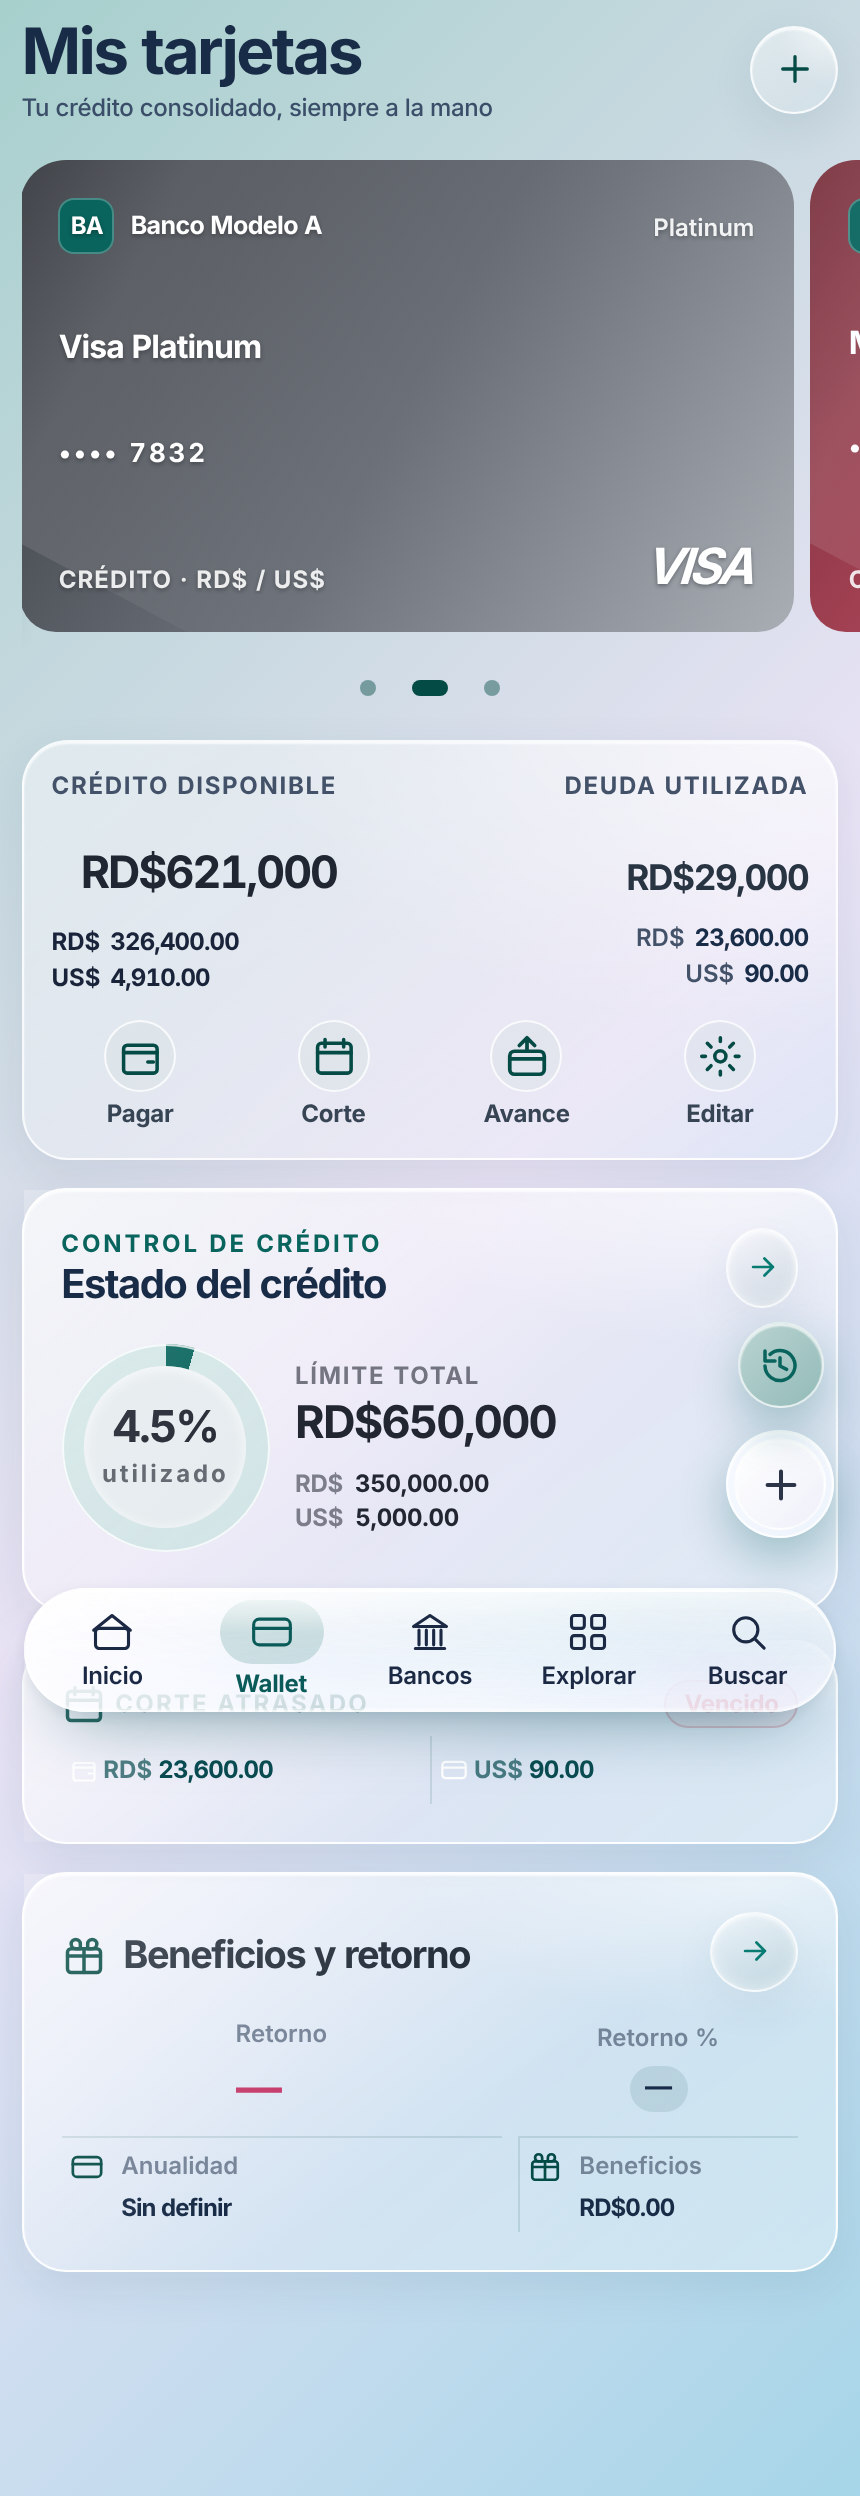 Mis tarjetas
Tu crédito consolidado, siempre a la mano
BA Banco Modelo A
Platinum
Visa Platinum
•••• 7832
CRÉDITO · RD$ / US$
VISA
CRÉDITO DISPONIBLE
DEUDA UTILIZADA
RD$621,000
RD$29,000
RD$ 326,400.00
RD$ 23,600.00
US$ 4,910.00
US$ 90.00
Pagar
Corte
Avance
Editar
CONTROL DE CRÉDITO
Estado del crédito
4.5%
utilizado
LÍMITE TOTAL
RD$650,000
RD$ 350,000.00
US$ 5,000.00
Inicio
Wallet
Bancos
Explorar
Buscar
CORTE ATRASADO
Vencido
RD$ 23,600.00
US$ 90.00
Beneficios y retorno
Retorno
Retorno %
—
—
Anualidad
Sin definir
Beneficios
RD$0.00